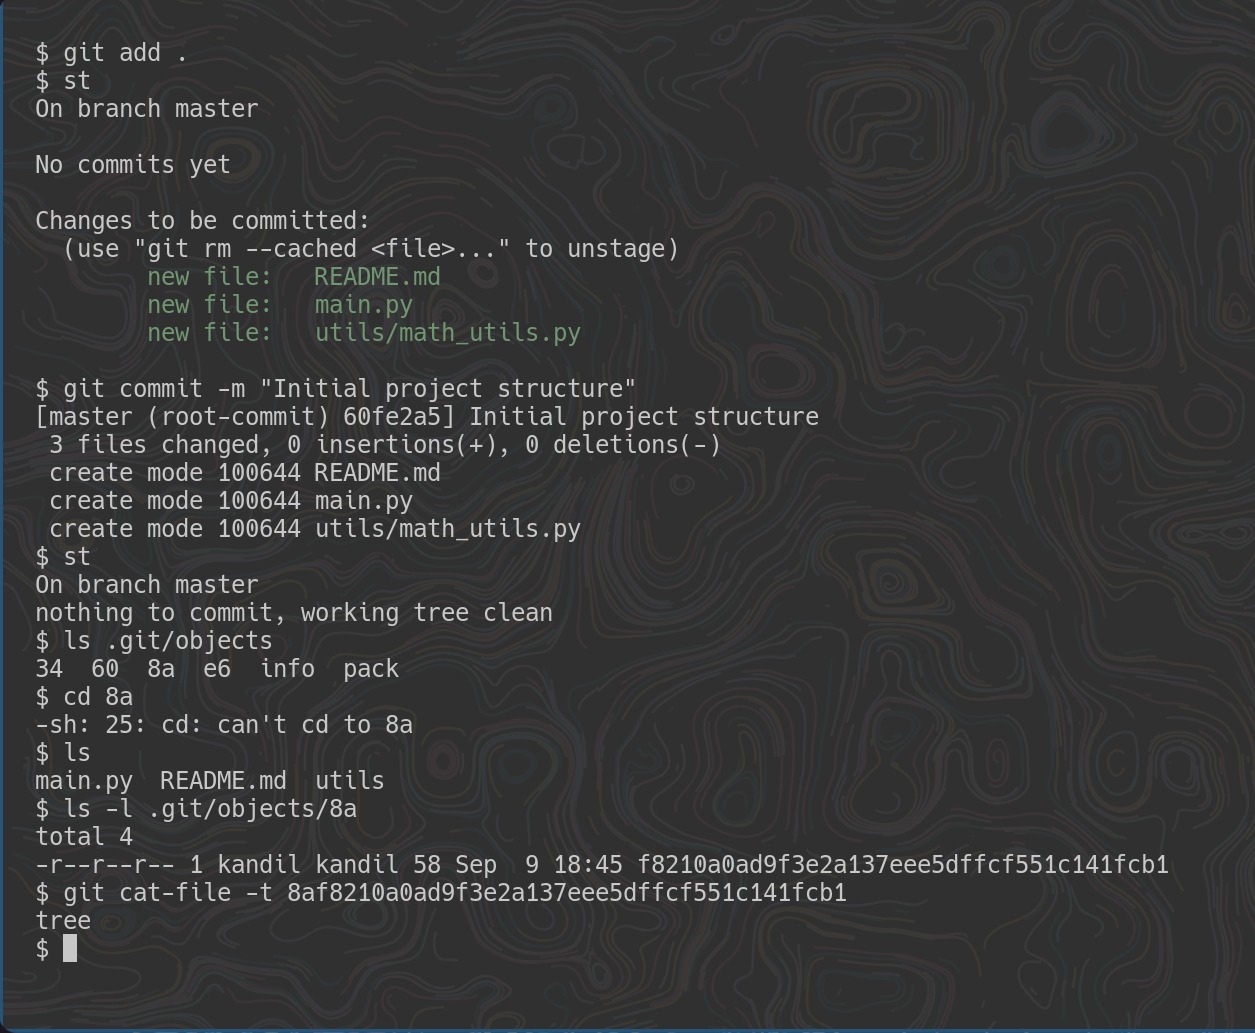 $ git add .
$ st
On branch master

No commits yet

Changes to be committed:
  (use "git rm --cached <file>..." to unstage)
        new file:   README.md
        new file:   main.py
        new file:   utils/math_utils.py

$ git commit -m "Initial project structure"
[master (root-commit) 60fe2a5] Initial project structure
 3 files changed, 0 insertions(+), 0 deletions(-)
 create mode 100644 README.md
 create mode 100644 main.py
 create mode 100644 utils/math_utils.py
$ st
On branch master
nothing to commit, working tree clean
$ ls .git/objects
34  60  8a  e6  info  pack
$ cd 8a
-sh: 25: cd: can't cd to 8a
$ ls
main.py  README.md  utils
$ ls -l .git/objects/8a
total 4
-r--r--r-- 1 kandil kandil 58 Sep  9 18:45 f8210a0ad9f3e2a137eee5dffcf551c141fcb1
$ git cat-file -t 8af8210a0ad9f3e2a137eee5dffcf551c141fcb1
tree
$